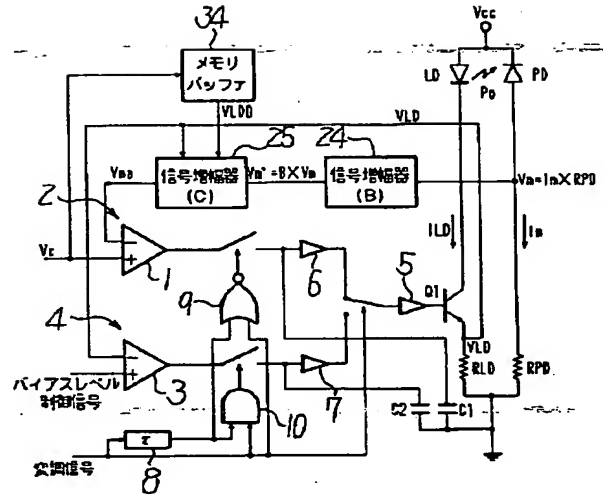 34
Vcc
メモリ
バッファ
LD
Po
PD
VLDD
25
24
VLD
信号増幅器
(C)
Vm'=B×Vm
信号増幅器
(B)
Vm=Im×RPD
2
ILD
Im
1
6
5
Q1
9
4
VLD
3
7
RLD
RPD
バイアスレベル
制御信号
10
C2
C1
τ
変調信号
8